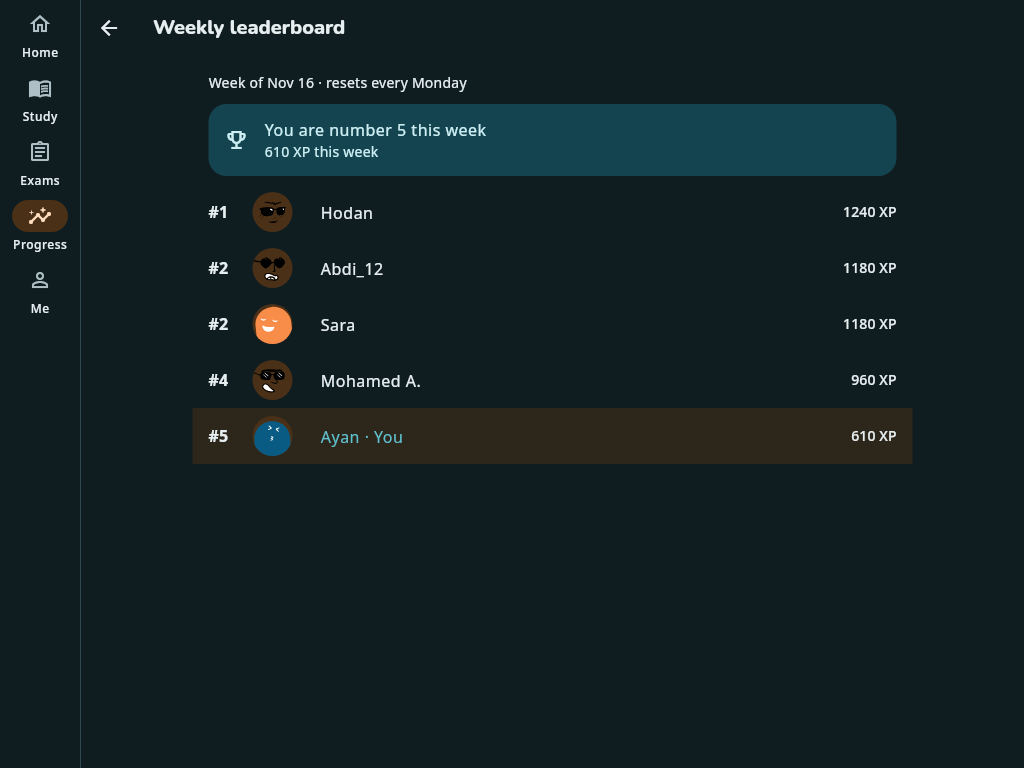 Home
Study
Exams
Progress
Me
Weekly leaderboard
Week of Nov 16 · resets every Monday
You are number 5 this week
610 XP this week
#1 Hodan 1240 XP
#2 Abdi_12 1180 XP
#2 Sara 1180 XP
#4 Mohamed A. 960 XP
#5 Ayan · You 610 XP